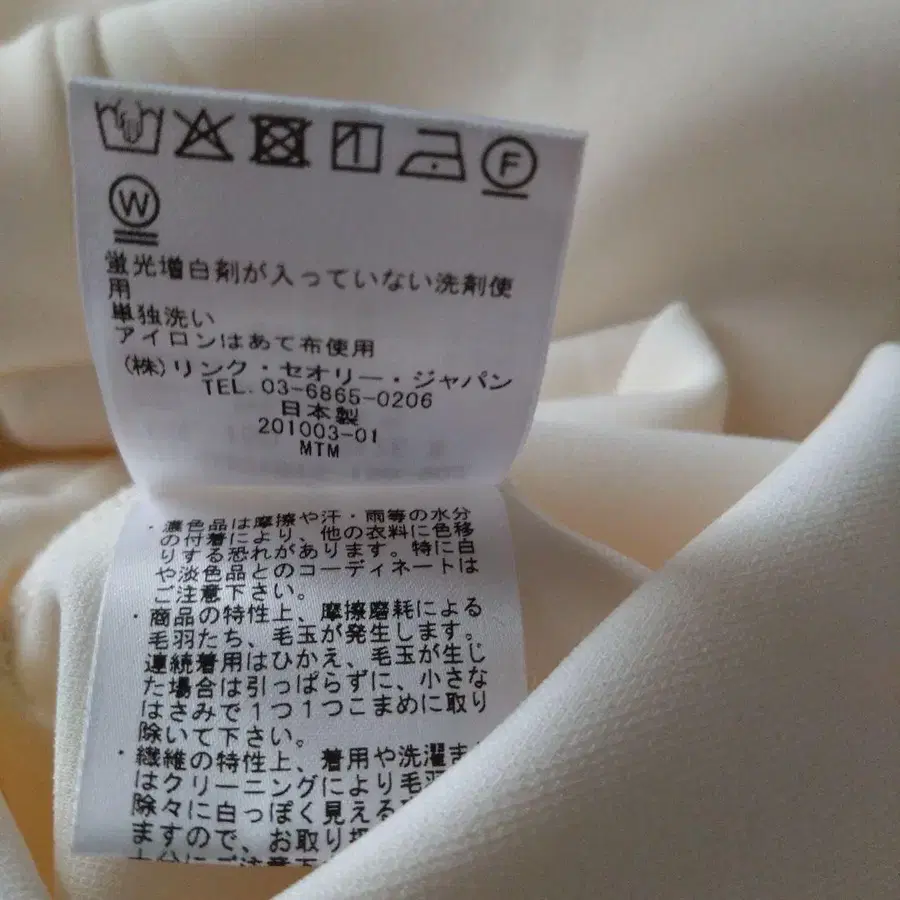 F
W
蛍光増白剤が入っていない洗剤使
用
単独洗い
アイロンはあて布使用
(株)リンク・セオリー・ジャパン
TEL.03-6865-0206
日本製
201003-01
MTM
・濃色品は摩擦や汗・雨等の水分
の付着により、他の衣料に色移
りする恐れがあります。特に白
や淡色品とのコーディネートは
ご注意下さい。
・商品の特性上、摩擦磨耗による
毛羽たち、毛玉が発生します。
連続着用はひかえ、毛玉が生じ
た場合は引っぱらずに、小さな
はさみで1つ1つこまめに取り
除いて下さい。
・繊維の特性上、着用や洗濯ま
はクリーニングにより毛羽
除々に白っぽく見える
ますので、お取り扱
十分にご注意下